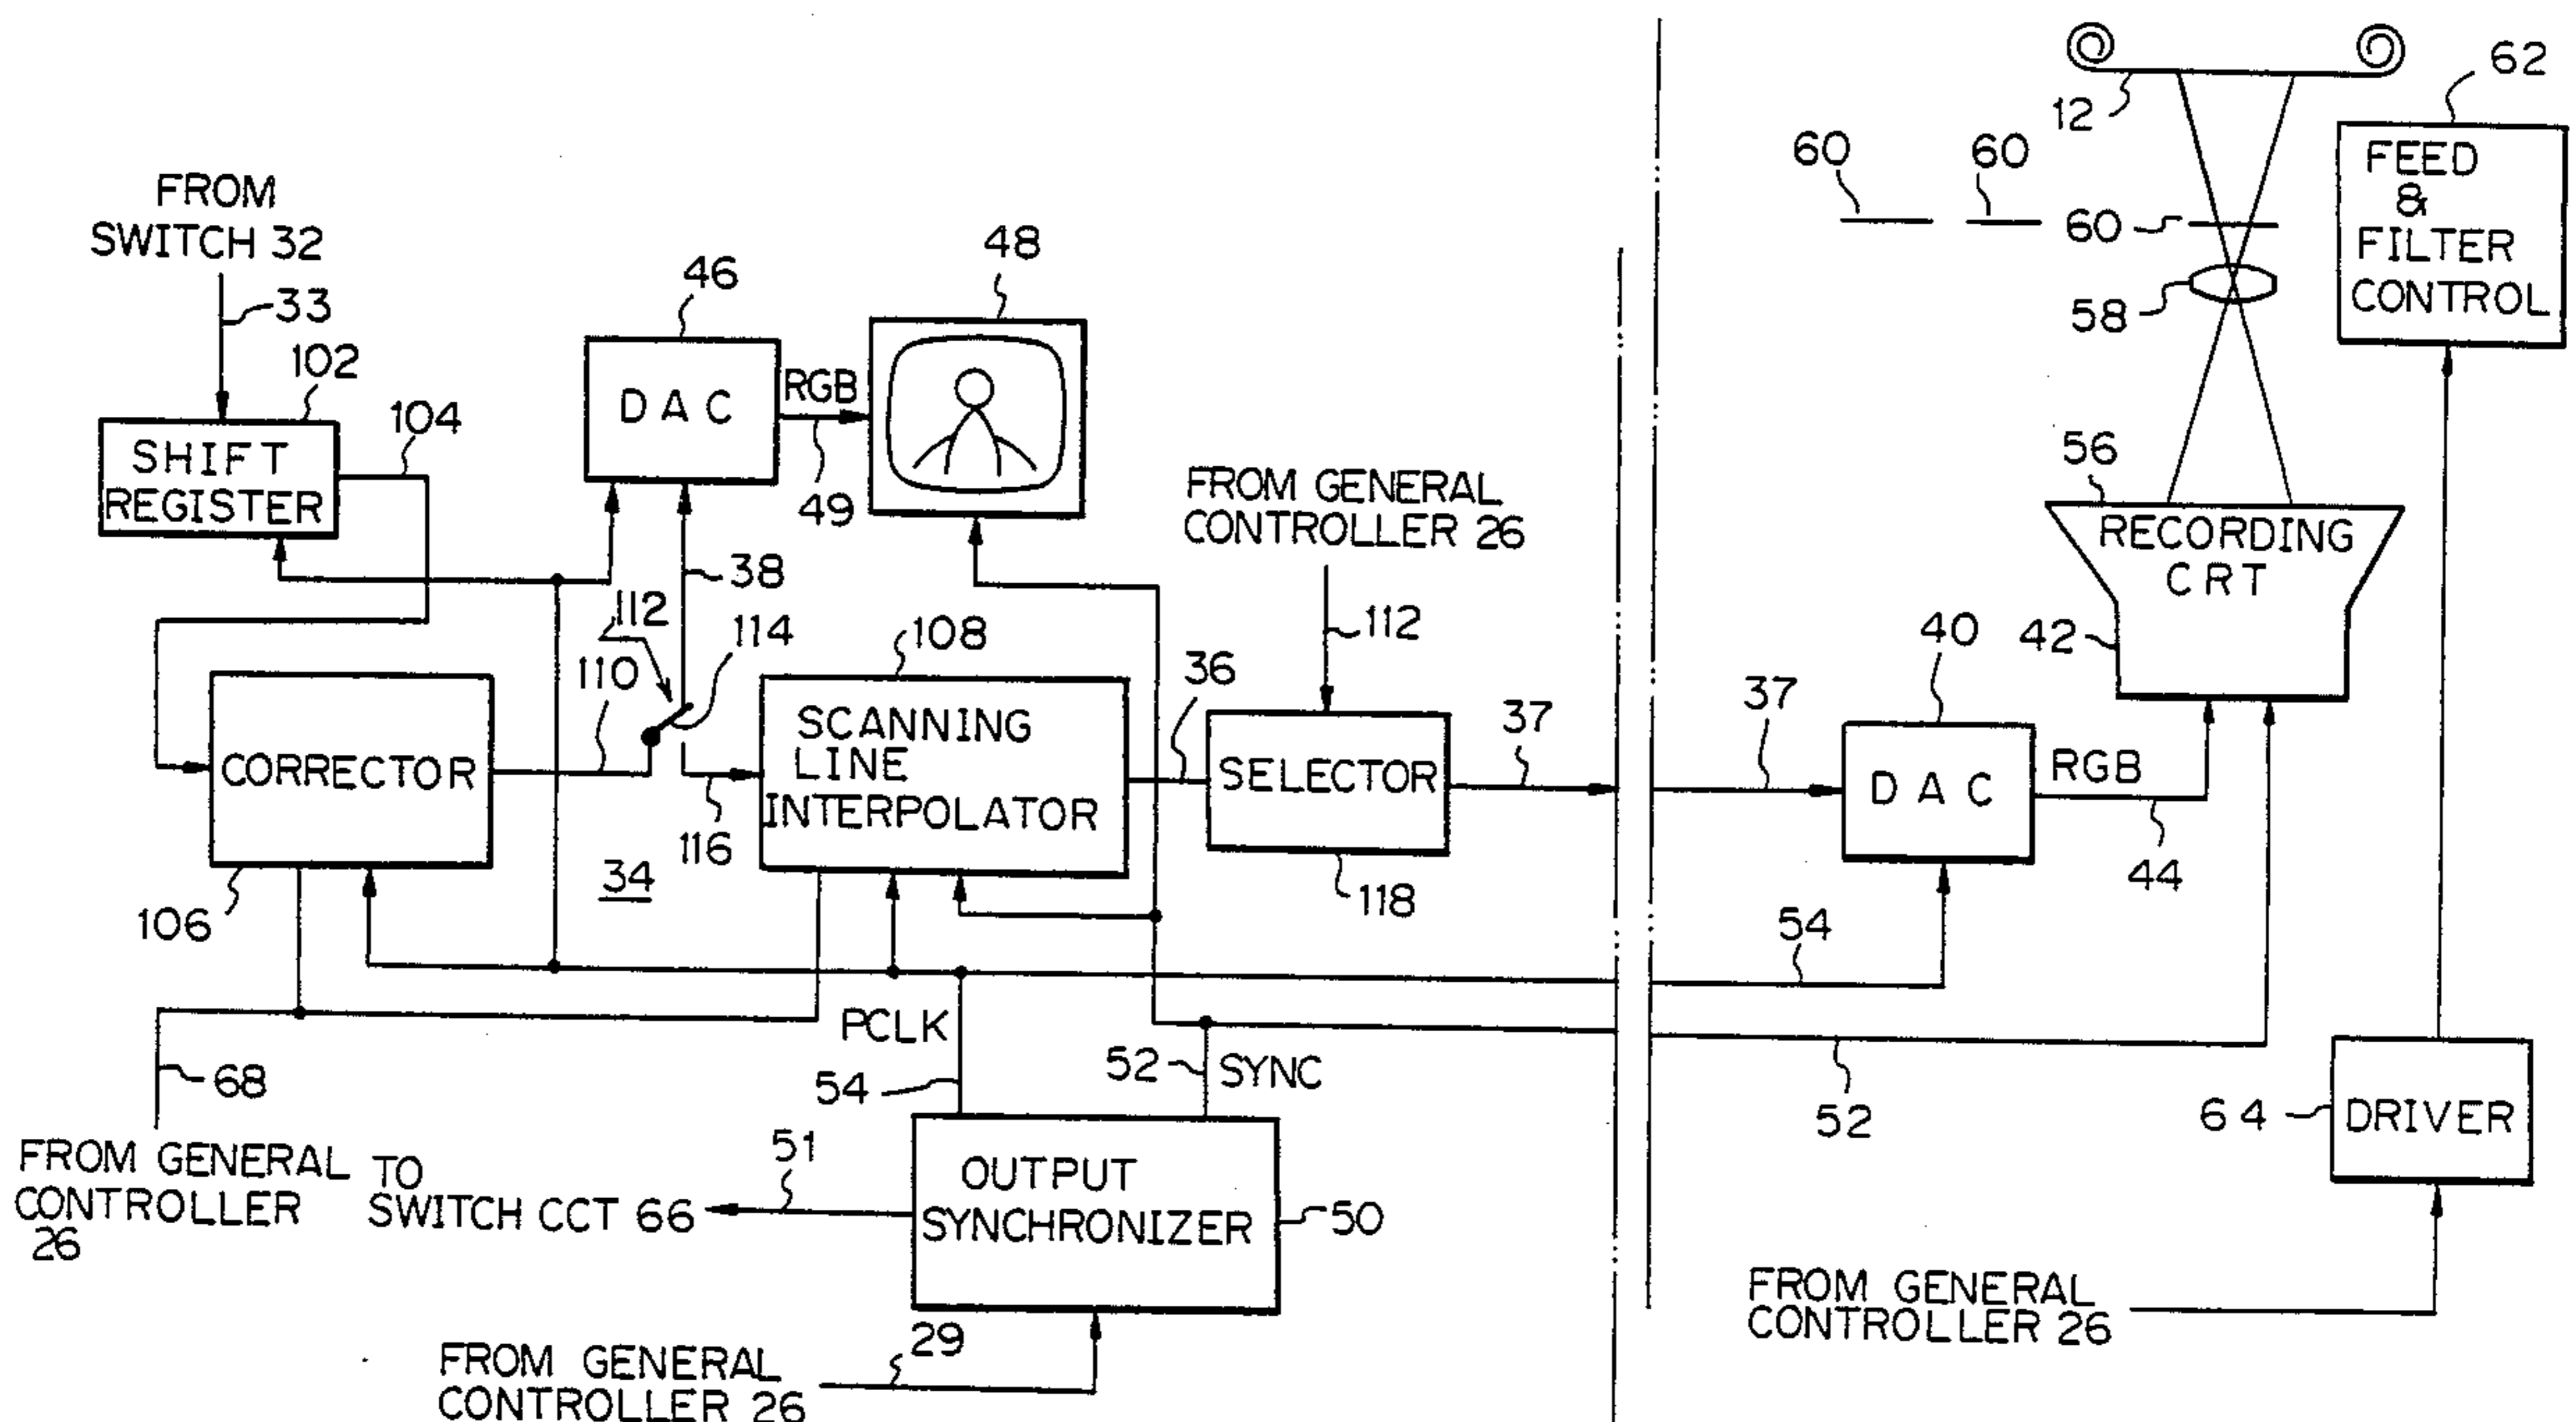 FROM
SWITCH 32
33
102
104
SHIFT
REGISTER
46
DAC
RGB
49
48
38
112
110
114
CORRECTOR
106
34
116
108
SCANNING
LINE
INTERPOLATOR
36
FROM GENERAL
CONTROLLER 26
112
SELECTOR
118
37
PCLK
54
52
SYNC
68
FROM GENERAL
CONTROLLER
26
TO
SWITCH CCT 66
51
OUTPUT
SYNCHRONIZER
50
29
FROM GENERAL
CONTROLLER 26
12
60
60
60
58
62
FEED
&
FILTER
CONTROL
56
RECORDING
CRT
42
40
37
DAC
RGB
44
54
52
64
DRIVER
FROM GENERAL
CONTROLLER 26